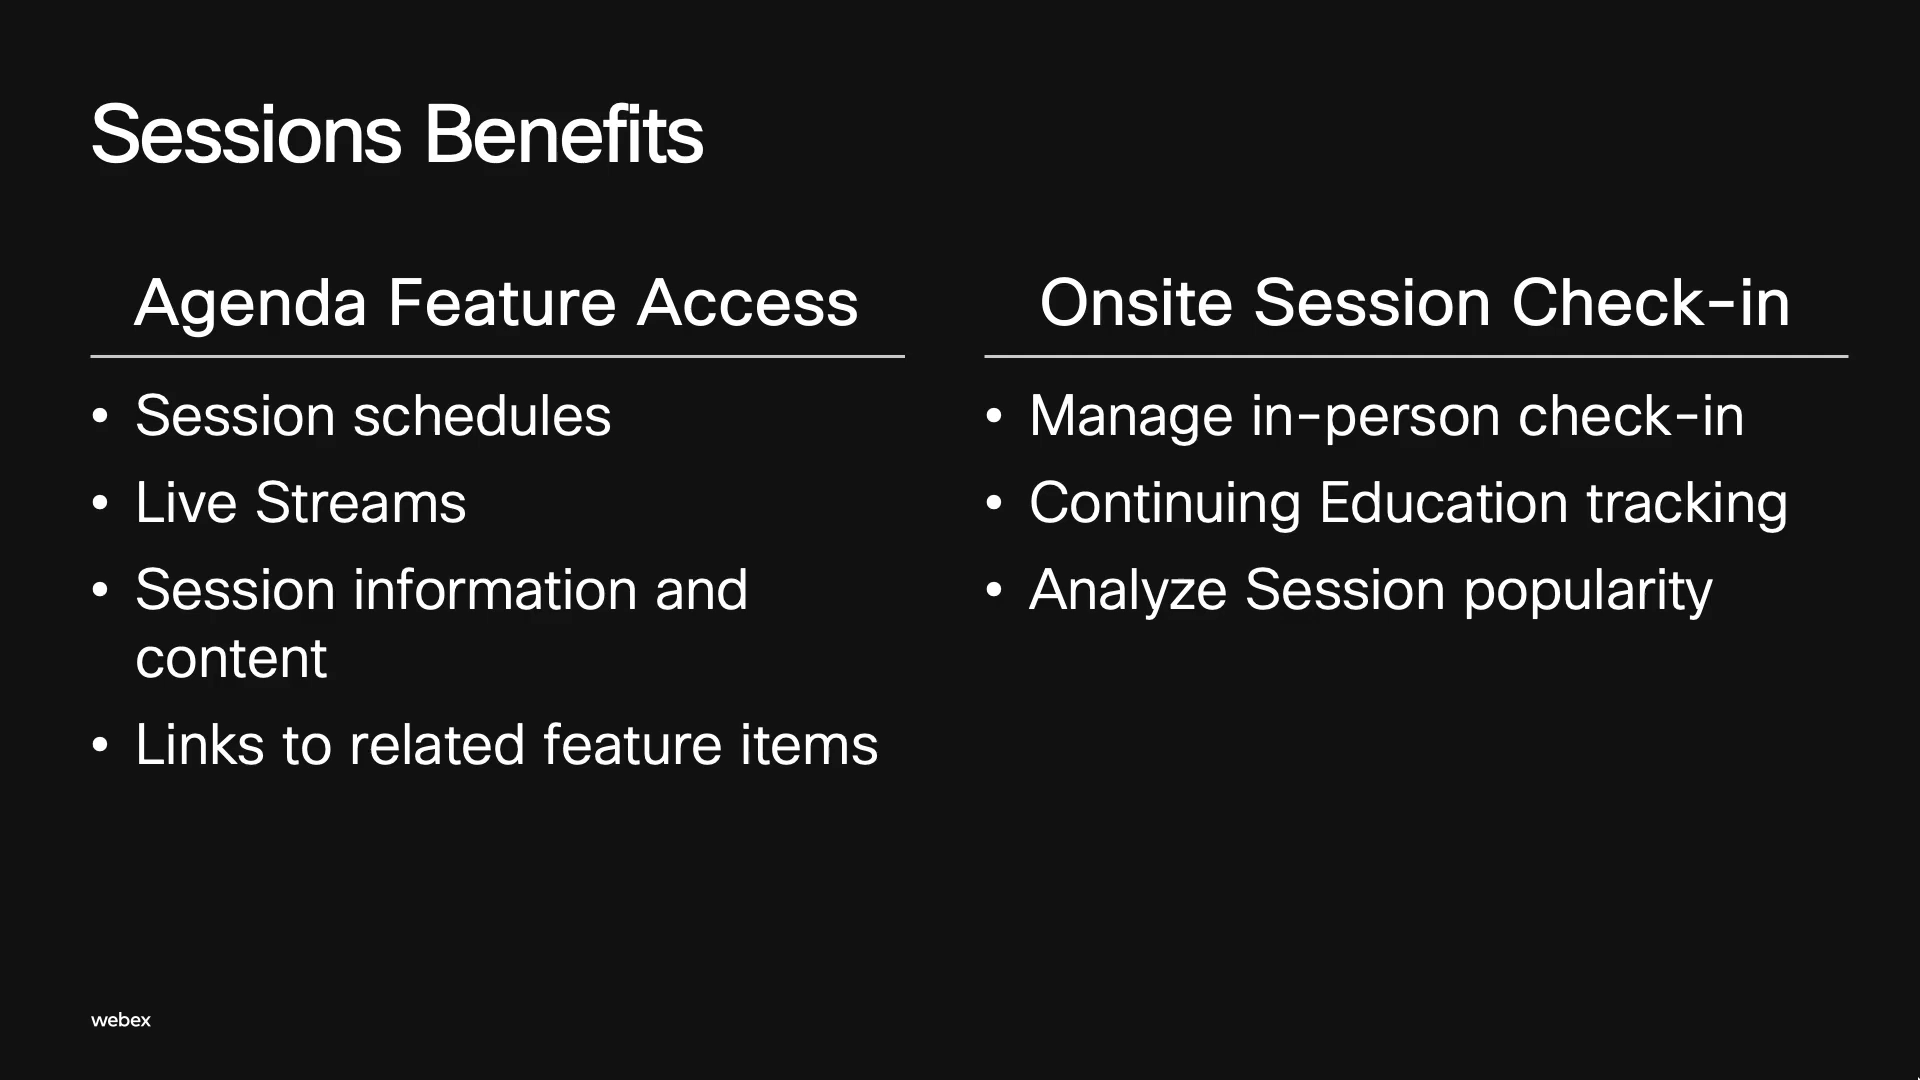 Sessions Benefits
Agenda Feature Access
• Session schedules
• Live Streams
• Session information and
content
• Links to related feature items
Onsite Session Check-in
• Manage in-person check-in
• Continuing Education tracking
• Analyze Session popularity
webex